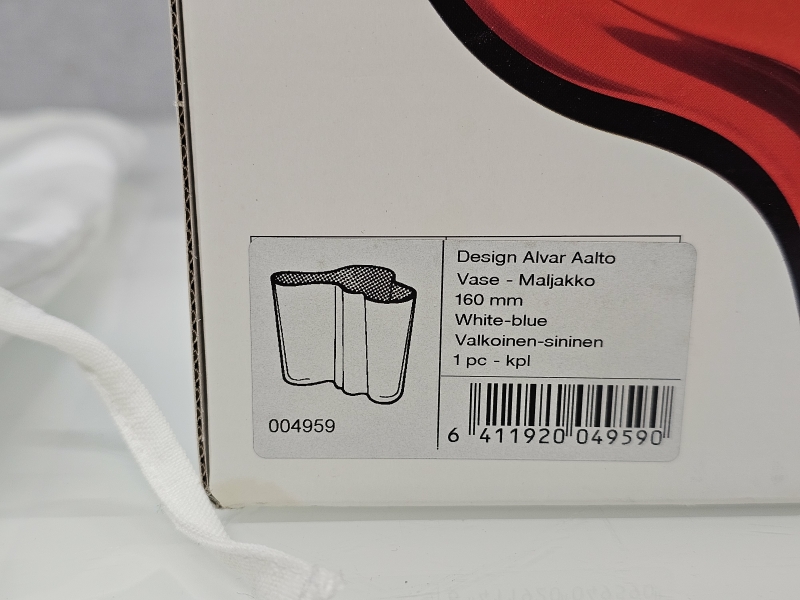 Design Alvar Aalto
Vase - Maljakko
160 mm
White-blue
Valkoinen-sininen
1 pc - kpl
004959
6 411920 049590